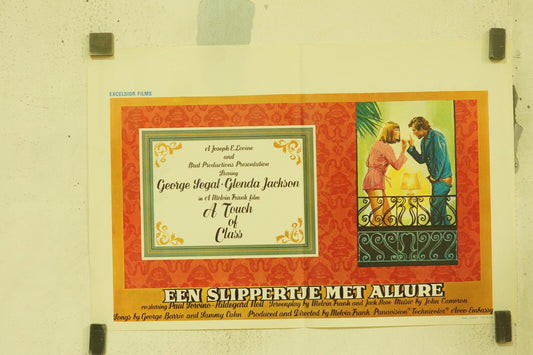 EXCELSIOR FILMS
A Joseph E. Levine
and
Brut Productions Presentation
Starring
George Segal · Glenda Jackson
in A Melvin Frank film
A Touch
of
Class
EEN SLIPPERTJE MET ALLURE
co-starring Paul Sorvino · Hildegard Neil Screenplay by Melvin Frank and Jack Rose Music by John Cameron
Songs by George Barrie and Sammy Cahn Produced and Directed by Melvin Frank Panavision® Technicolor® Avco Embassy